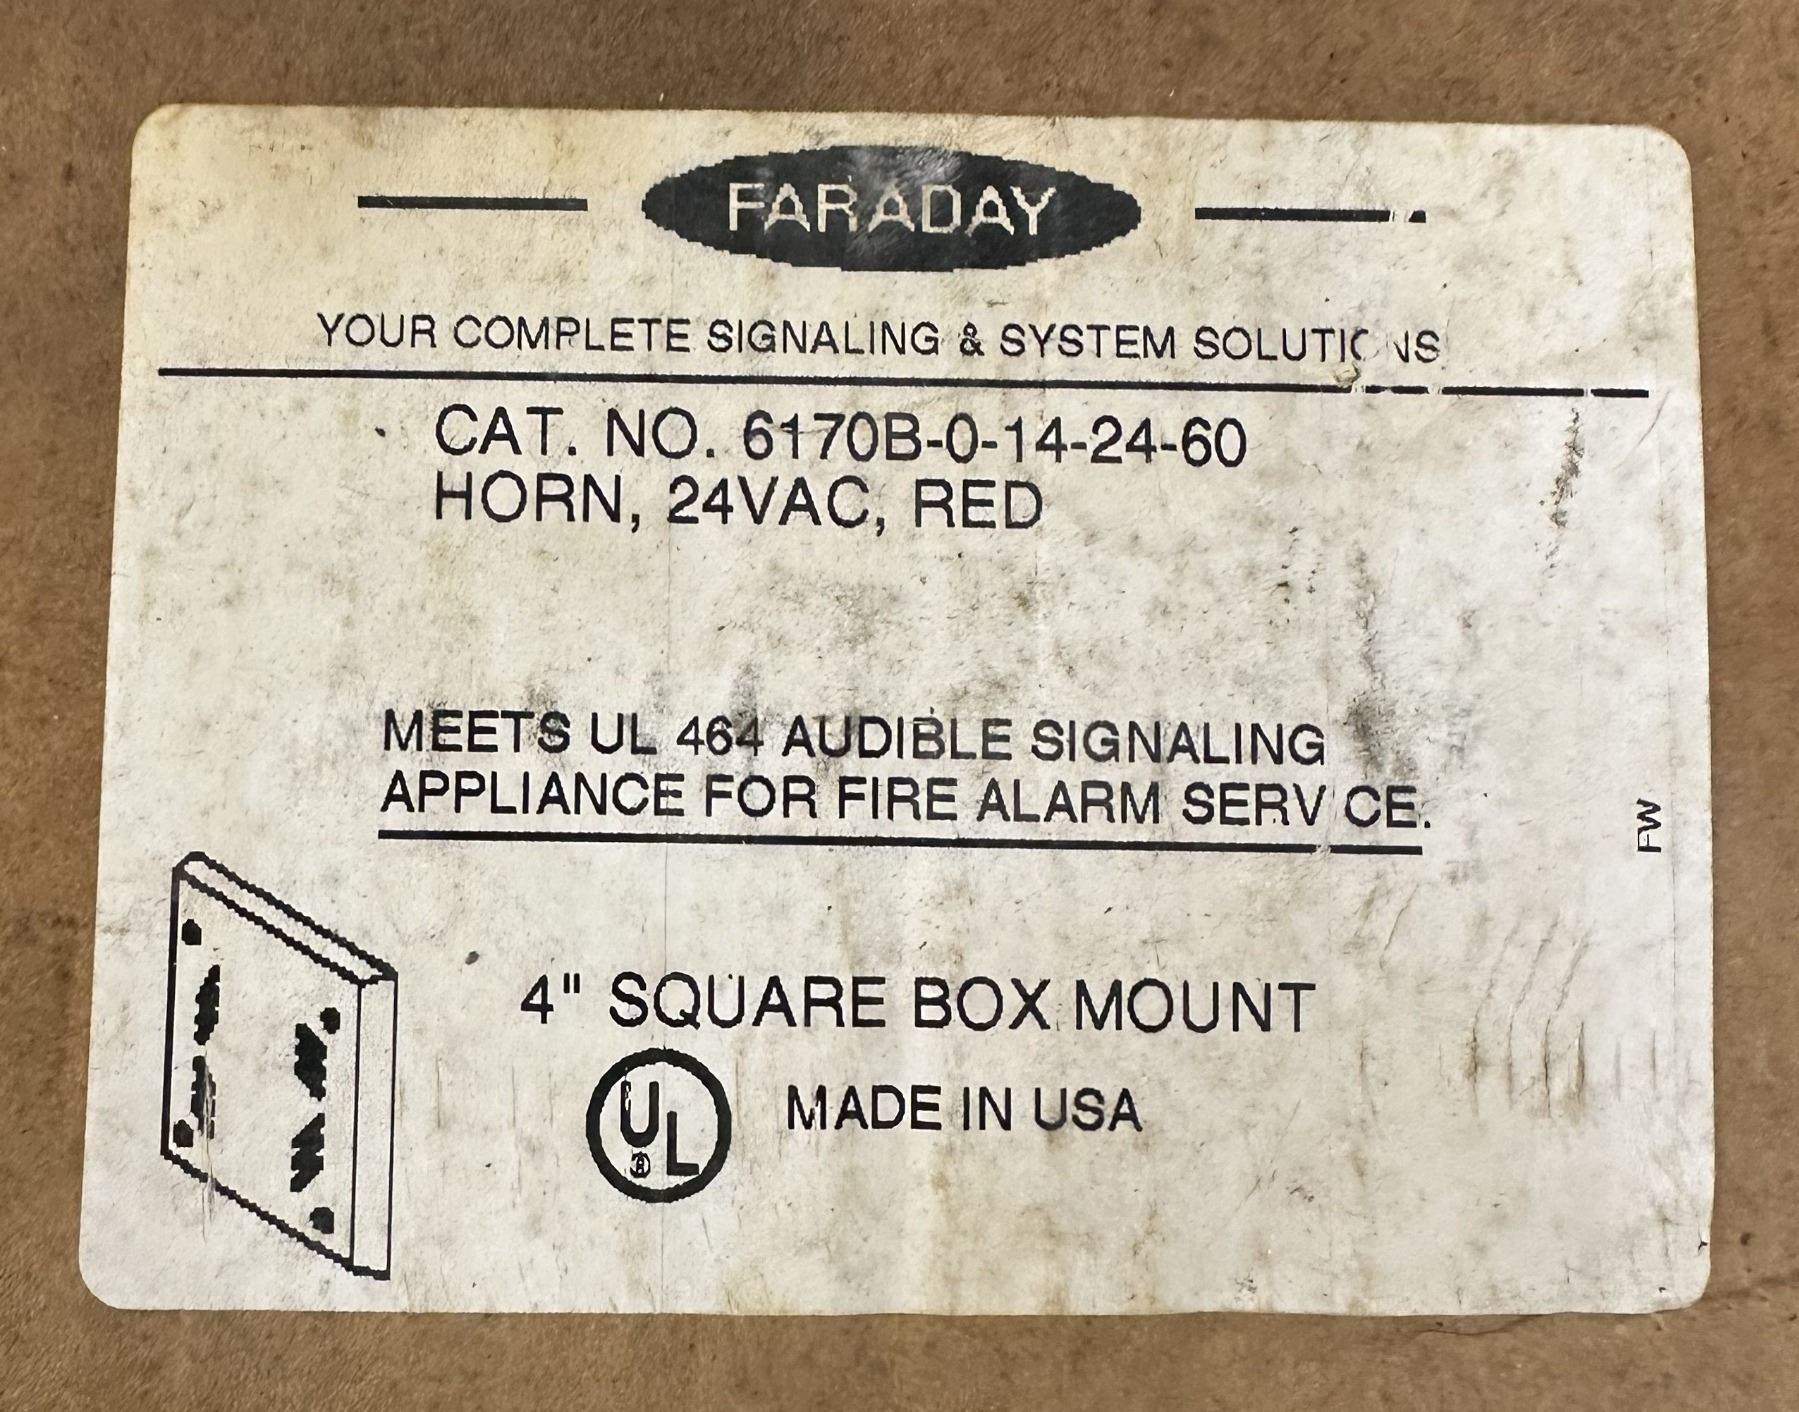 FARADAY
YOUR COMPLETE SIGNALING & SYSTEM SOLUTIONS
CAT. NO. 6170B-0-14-24-60
HORN, 24VAC, RED
MEETS UL 464 AUDIBLE SIGNALING
APPLIANCE FOR FIRE ALARM SERVICE.
FW
4" SQUARE BOX MOUNT
UL ®
MADE IN USA